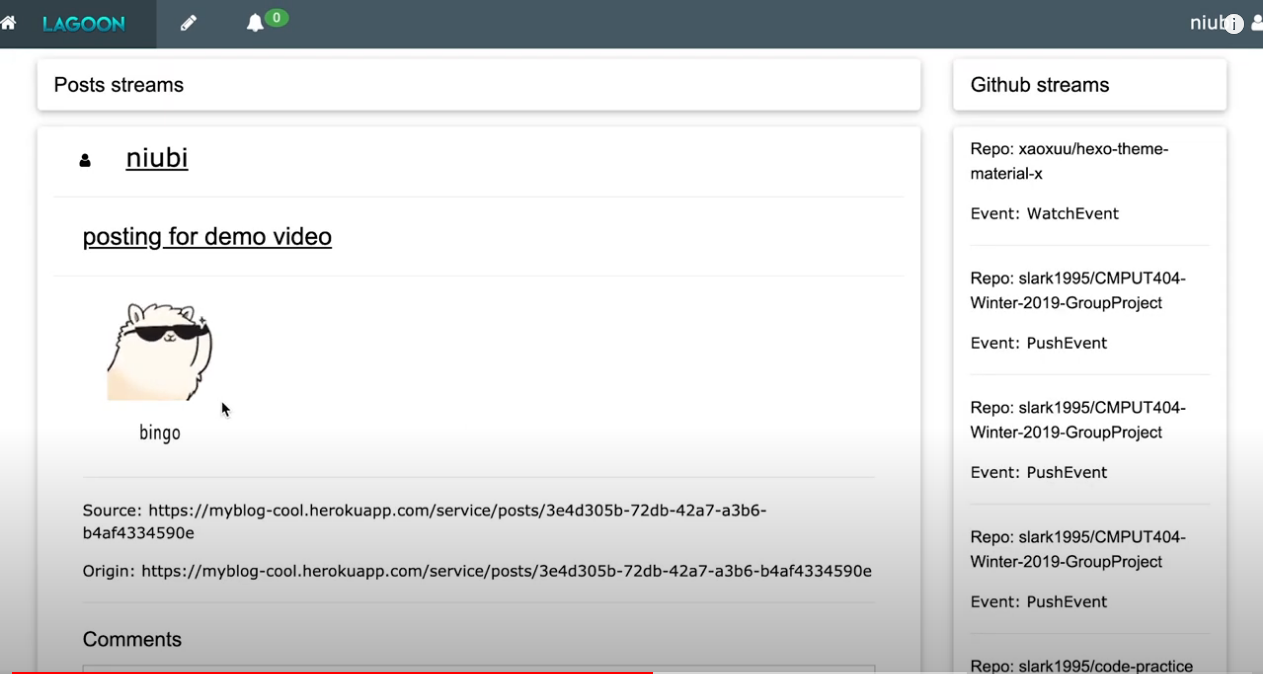 LAGOON
0
niub
Posts streams
niubi
posting for demo video
bingo
Source: https://myblog-cool.herokuapp.com/service/posts/3e4d305b-72db-42a7-a3b6-
b4af4334590e
Origin: https://myblog-cool.herokuapp.com/service/posts/3e4d305b-72db-42a7-a3b6-b4af4334590e
Comments
Github streams
Repo: xaoxuu/hexo-theme-
material-x
Event: WatchEvent
Repo: slark1995/CMPUT404-
Winter-2019-GroupProject
Event: PushEvent
Repo: slark1995/CMPUT404-
Winter-2019-GroupProject
Event: PushEvent
Repo: slark1995/CMPUT404-
Winter-2019-GroupProject
Event: PushEvent
Repo: slark1995/code-practice